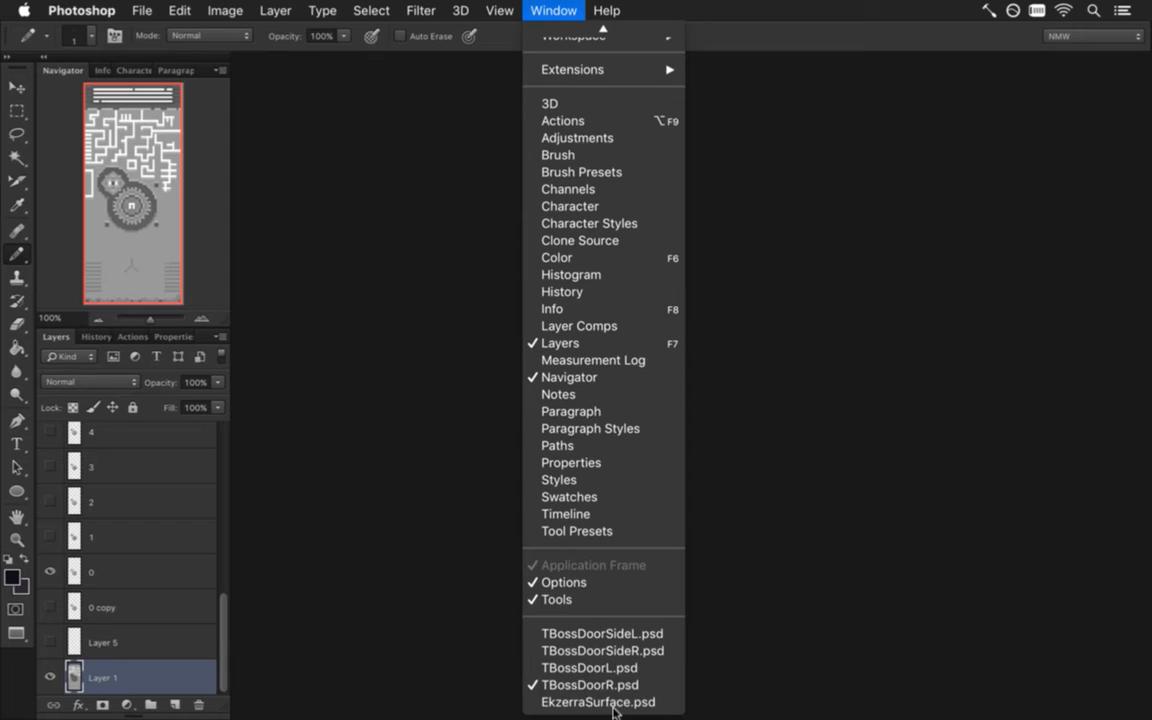 Photoshop File Edit Image Layer Type Select Filter 3D View Window Help
1 Mode: Normal Opacity: 100% Auto Erase NMW
Workspace
Navigator Info Characte Paragrap
100%
Layers History Actions Propertie
Kind
Normal Opacity: 100%
Lock: Fill: 100%
4
3
2
1
0
0 copy
Layer 5
Layer 1
fx
Extensions
3D
Actions ⌥F9
Adjustments
Brush
Brush Presets
Channels
Character
Character Styles
Clone Source
Color F6
Histogram
History
Info F8
Layer Comps
✓ Layers F7
Measurement Log
✓ Navigator
Notes
Paragraph
Paragraph Styles
Paths
Properties
Styles
Swatches
Timeline
Tool Presets
✓ Application Frame
✓ Options
✓ Tools
TBossDoorSideL.psd
TBossDoorSideR.psd
TBossDoorL.psd
✓ TBossDoorR.psd
EkzerraSurface.psd